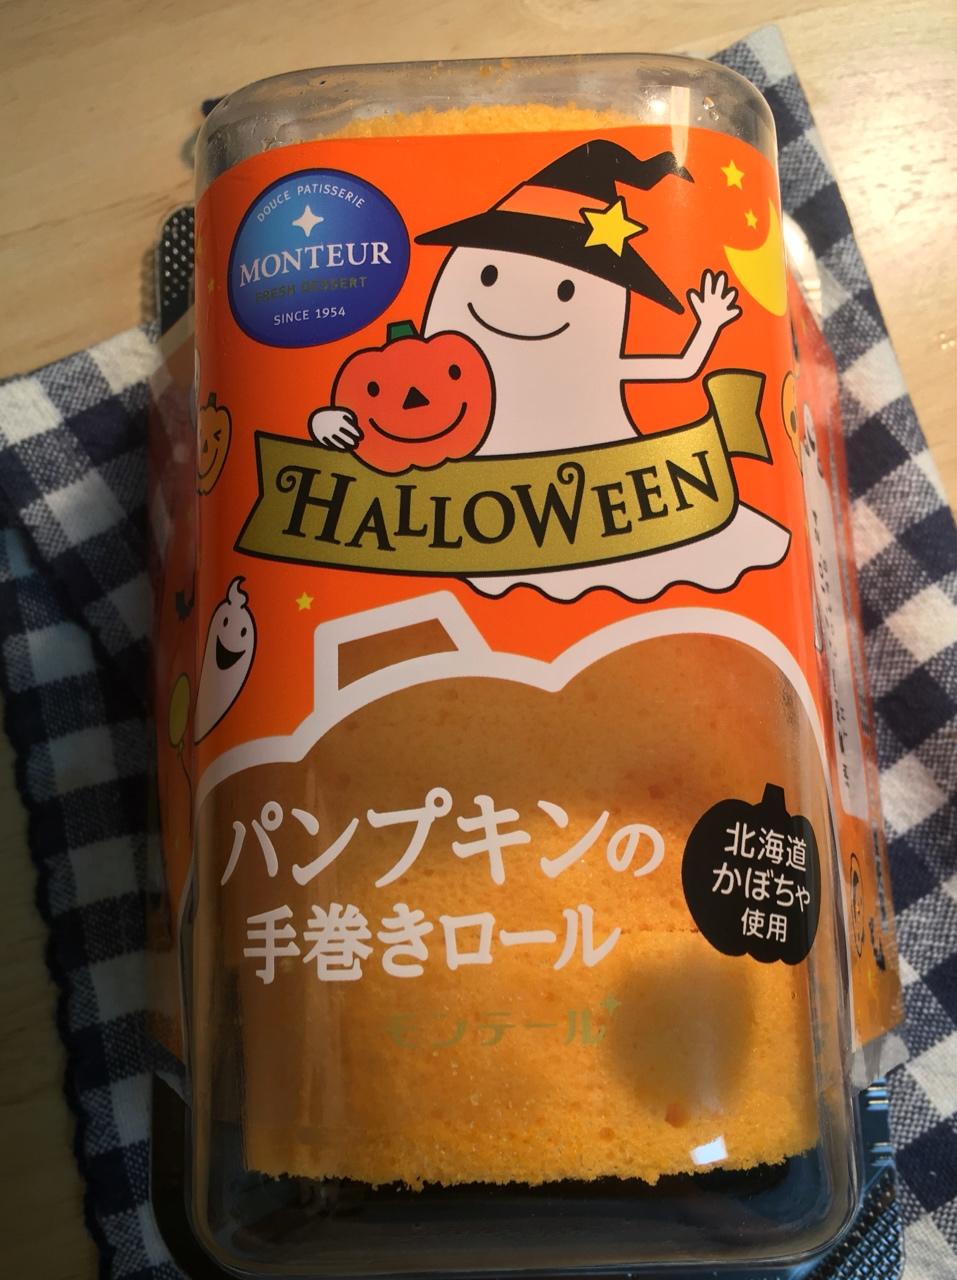 DOUCE PATISSERIE
MONTEUR
FRESH DESSERT
SINCE 1954
HALLOWEEN
パンプキンの
手巻きロール
北海道
かぼちゃ
使用
モンテール